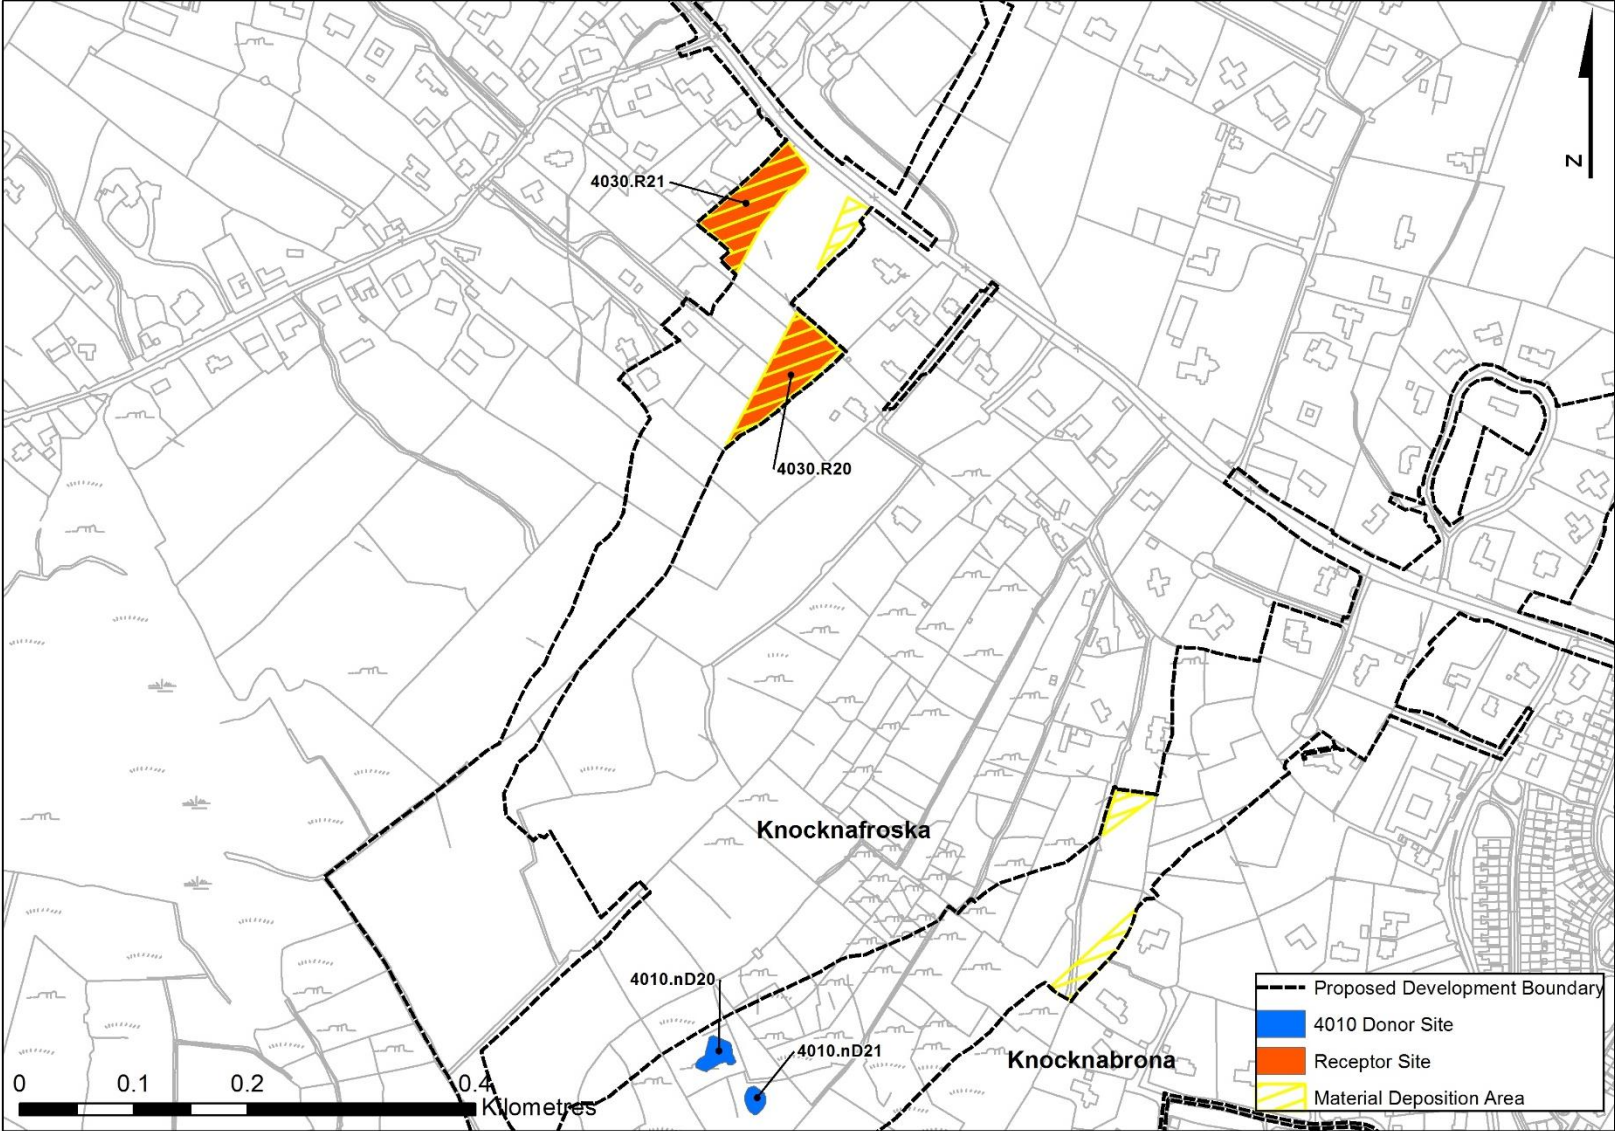 Z
4030.R21
4030.R20
Knocknafroska
4010.nD20
4010.nD21
Knocknabrona
0 0.1 0.2 0.4
Kilometres
Proposed Development Boundary
4010 Donor Site
Receptor Site
Material Deposition Area